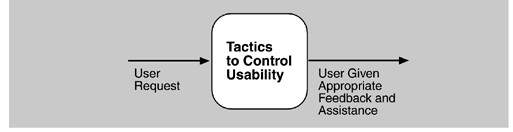 Tactics
to Control
Usability
User
Request
User Given
Appropriate
Feedback and
Assistance